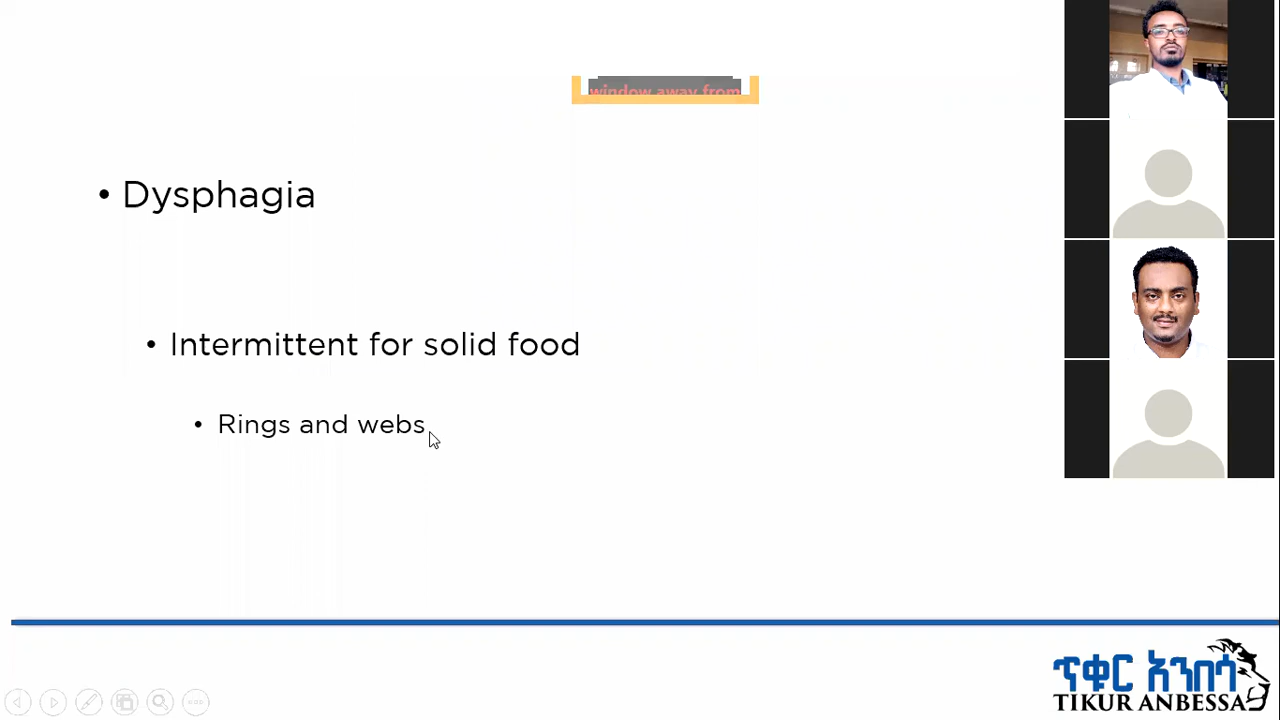 window away from
• Dysphagia
• Intermittent for solid food
• Rings and webs
ጥቁር አንበሳ
TIKUR ANBESSA